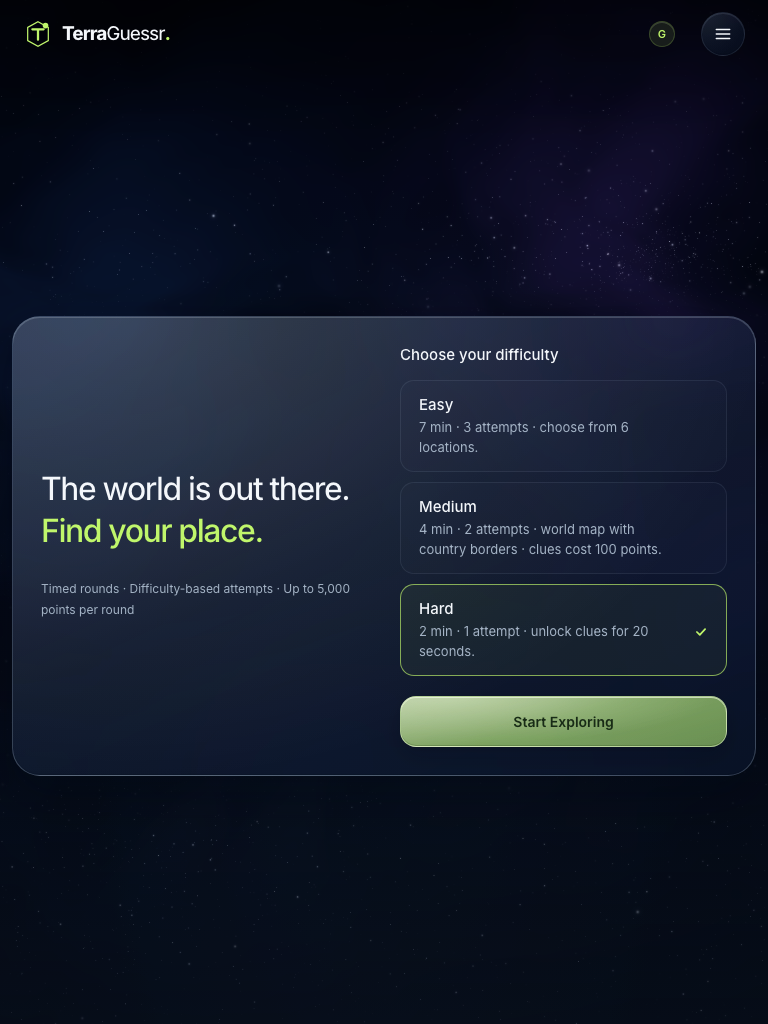 TerraGuessr.
G
The world is out there.
Find your place.
Timed rounds · Difficulty-based attempts · Up to 5,000
points per round
Choose your difficulty
Easy
7 min · 3 attempts · choose from 6
locations.
Medium
4 min · 2 attempts · world map with
country borders · clues cost 100 points.
Hard
2 min · 1 attempt · unlock clues for 20
seconds.
Start Exploring